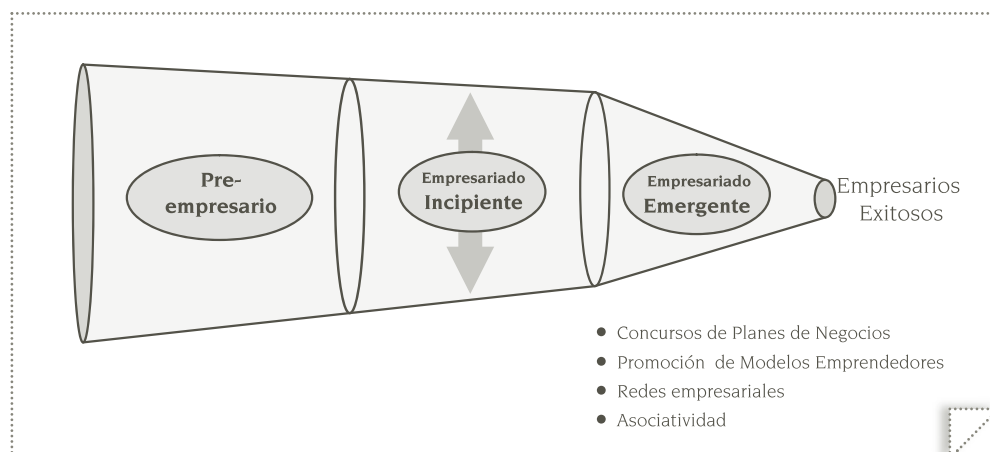 Pre-
empresario
Empresariado
Incipiente
Empresariado
Emergente
Empresarios
Exitosos
Concursos de Planes de Negocios
Promoción de Modelos Emprendedores
Redes empresariales
Asociatividad